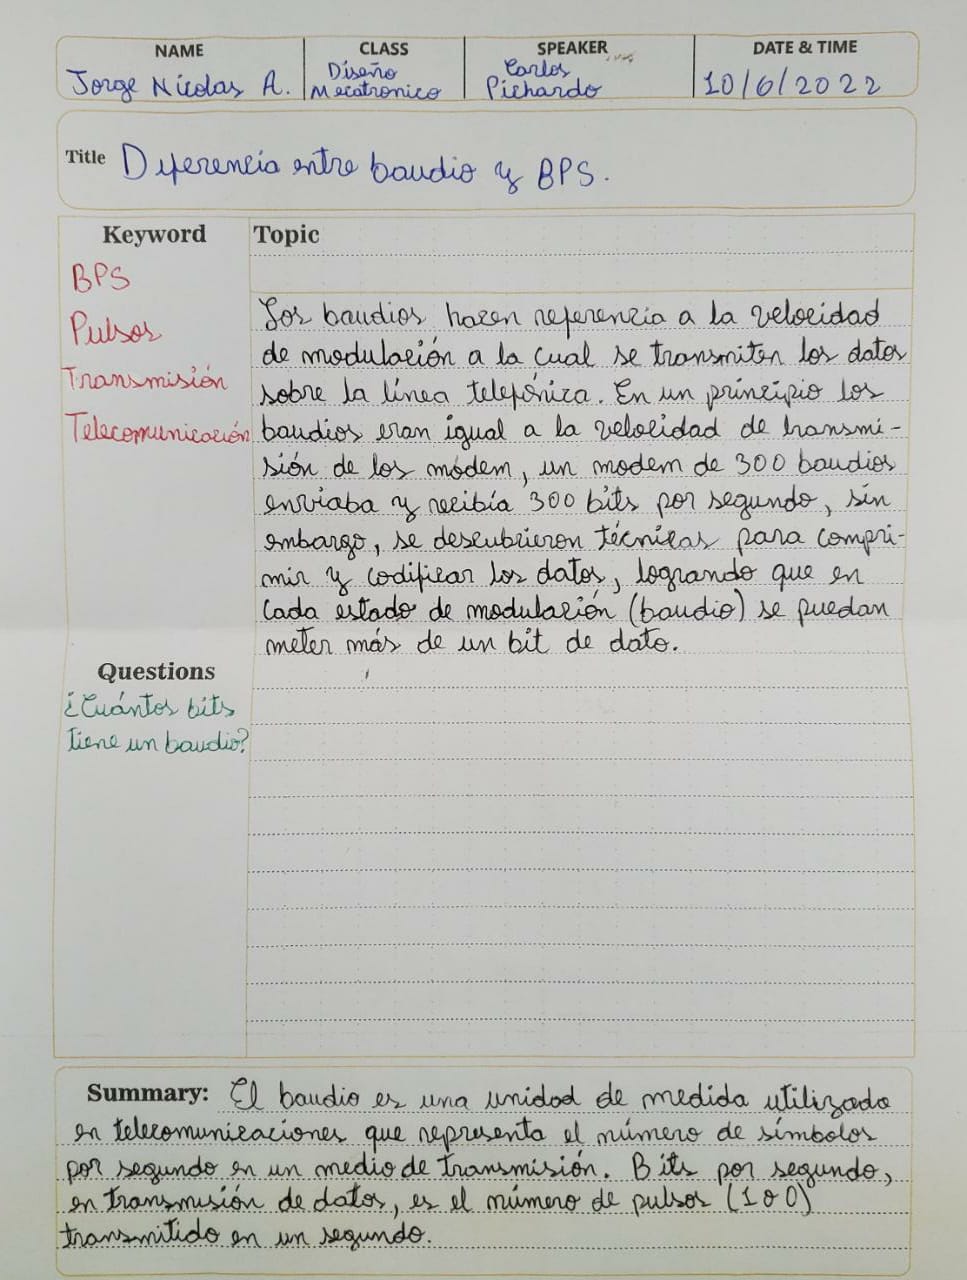 NAME CLASS SPEAKER DATE & TIME
Jorge Nícolas A. Díseño Mecatronico Carlos Pichardo 10/6/2022
Title Diferencia entre baudio y BPS.
Keyword
BPS
Pulsos
Transmisión
Telecomunicación
Topic
Los baudios hacen referencia a la velocidad
de modulación a la cual se transmiten los datos
sobre la línea telefónica. En un principio los
baudios eran igual a la velocidad de transmi-
sión de los módem, un modem de 300 baudios
enviaba y recibía 300 bits por segundo, sin
embargo, se descubrieron técnicas para compri-
mir y codificar los datos, logrando que en
cada estado de modulación (baudio) se puedan
meter más de un bit de dato.
Questions
¿Cuántos bits
tiene un baudio?
Summary: El baudio es una unidad de medida utilizada
en telecomunicaciones que representa el número de símbolos
por segundo en un medio de transmisión. Bits por segundo,
en transmisión de datos, es el número de pulsos (1 o 0)
transmitido en un segundo.